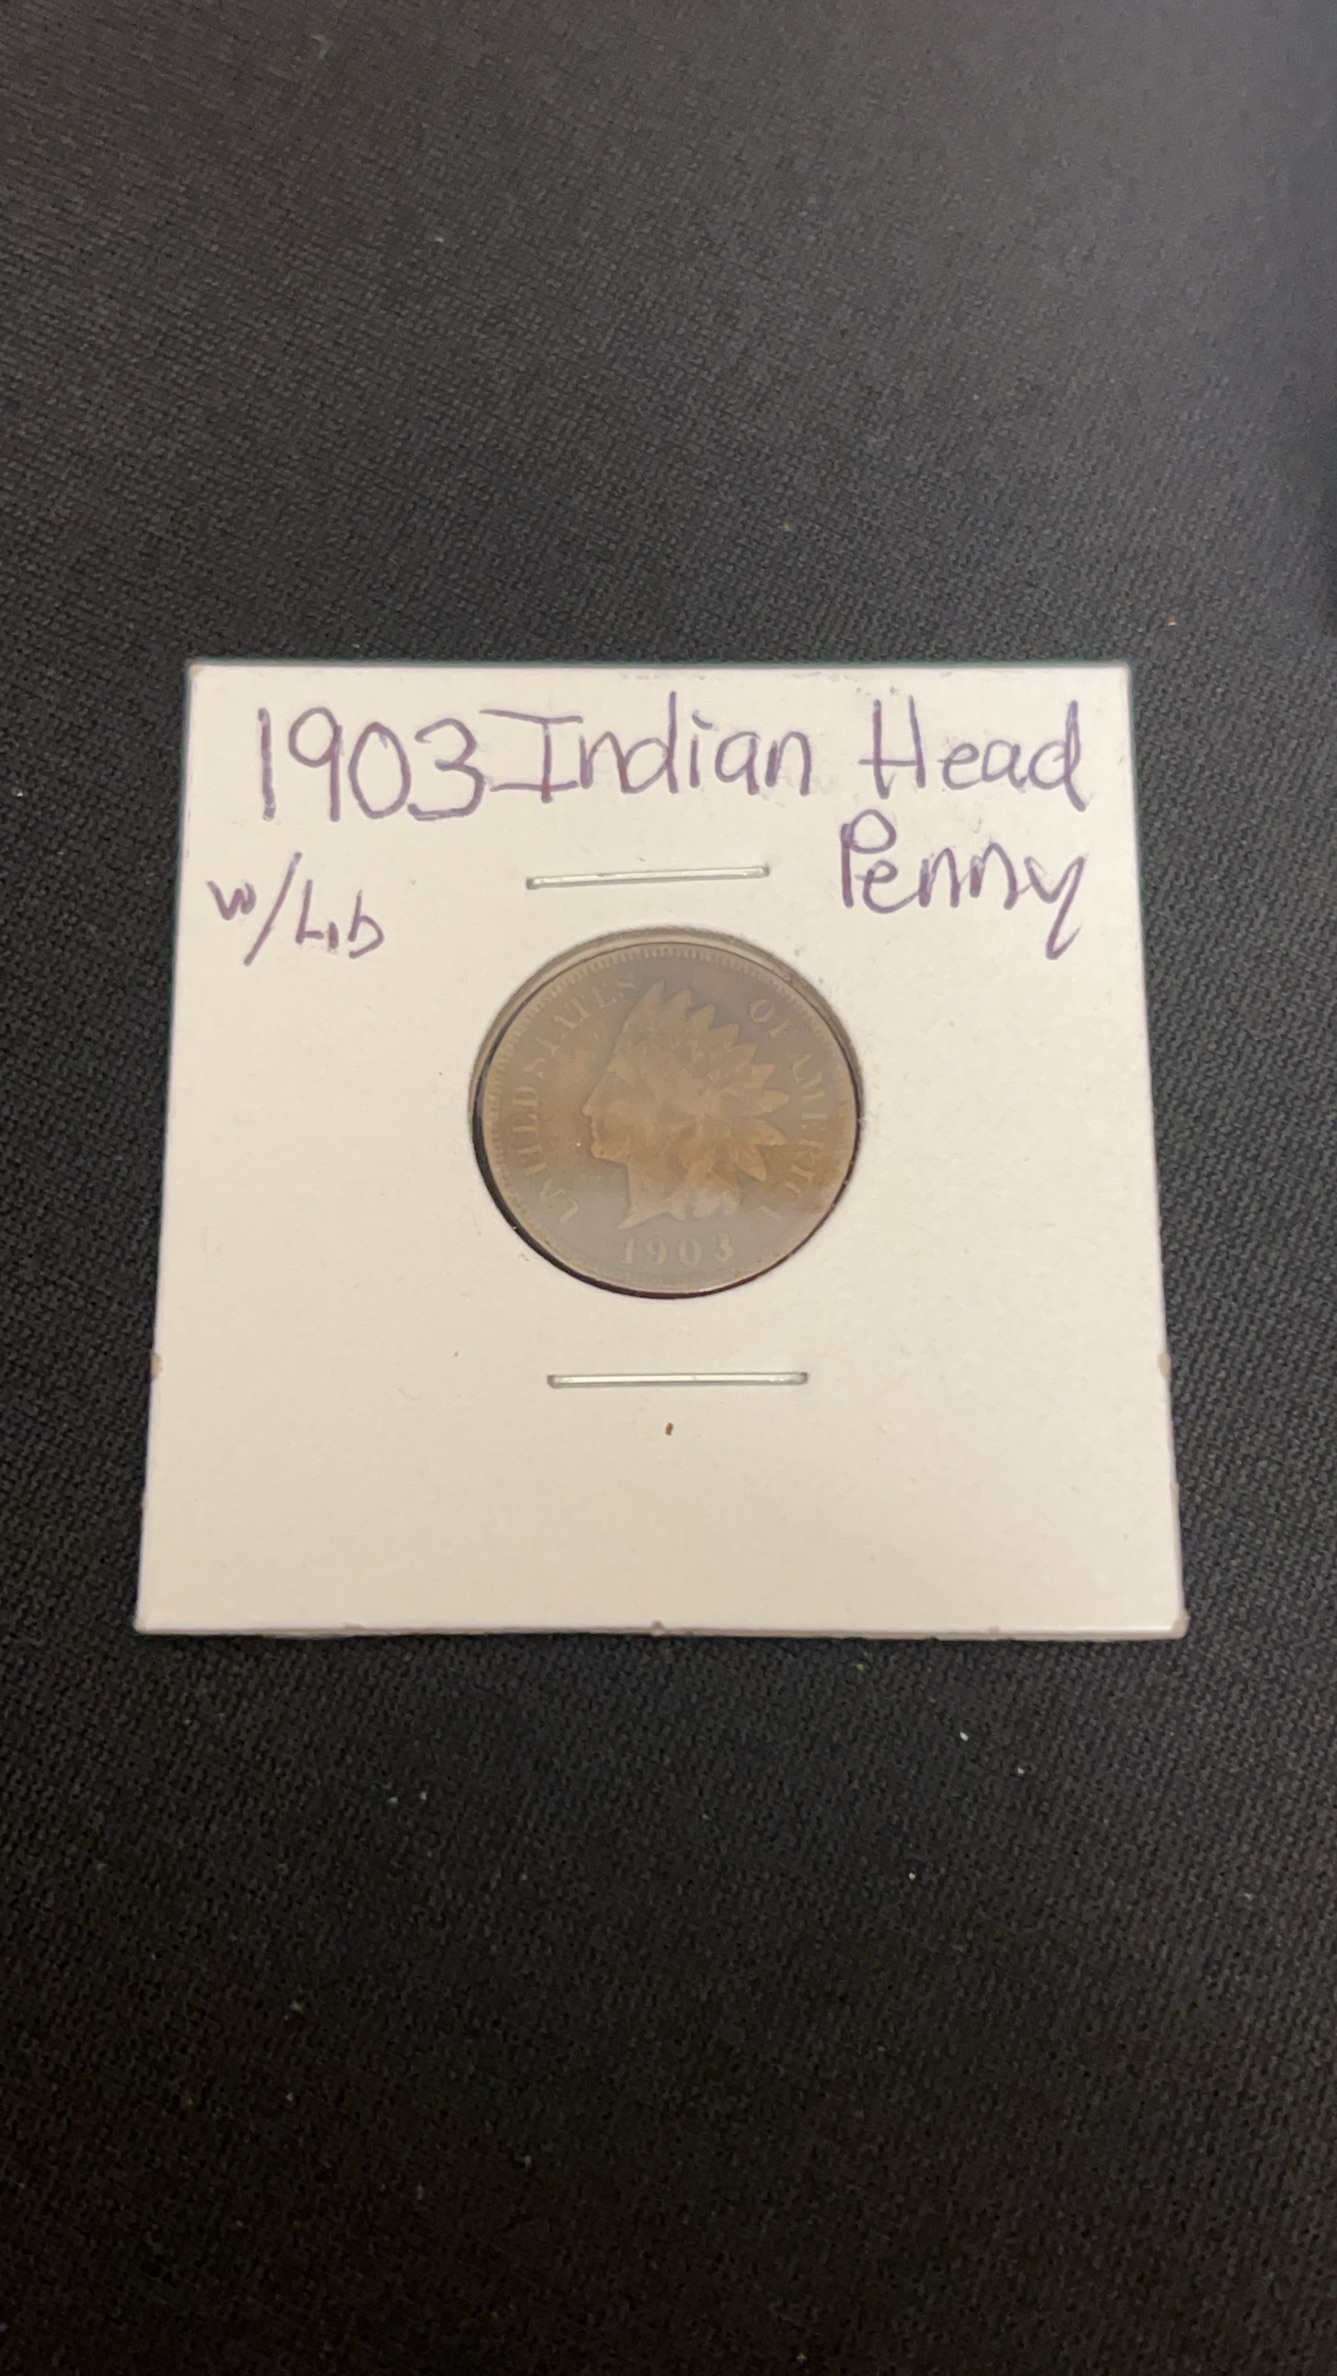 1903 Indian Head
Penny
w/Lib
UNITED STATES OF AMERICA
1903